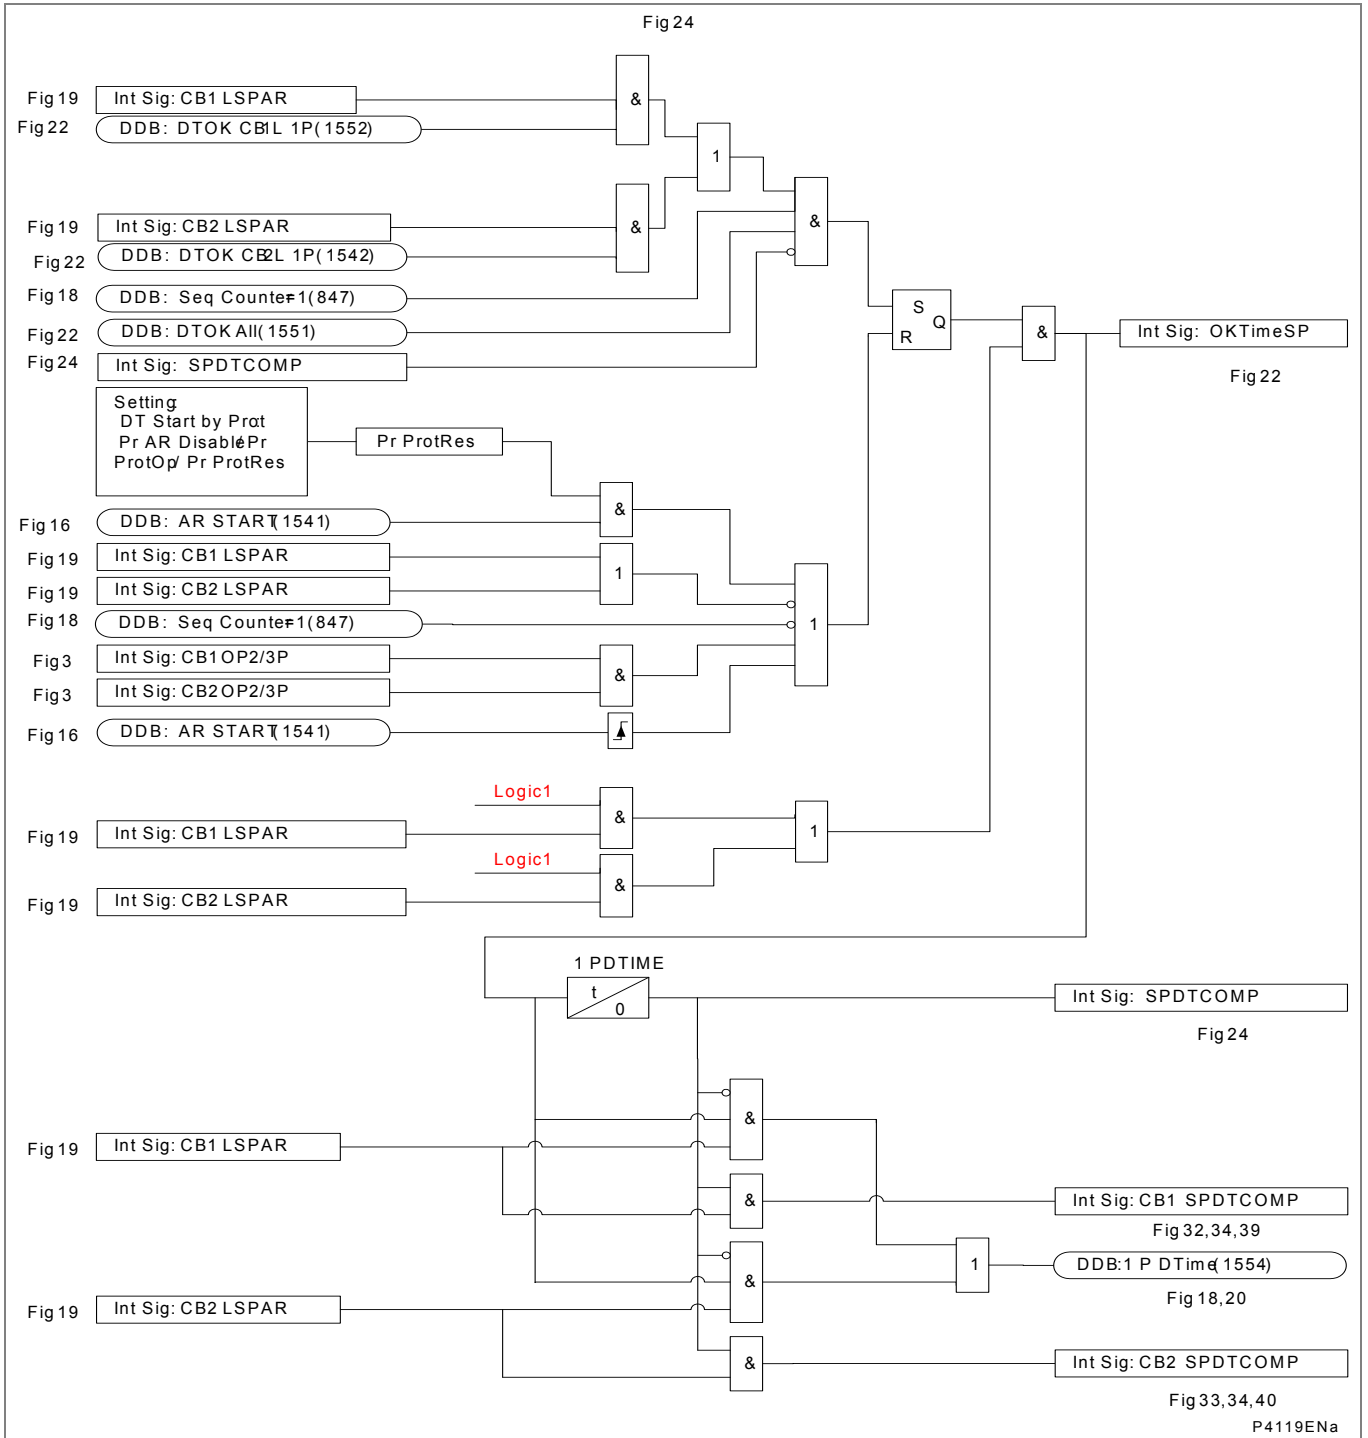 Fig 24
&
Fig 19 Int Sig: CB1 LSPAR
Fig 22 DDB: DTOK CB1L 1P(1552)
1
&
Fig 19 Int Sig: CB2 LSPAR
&
Fig 22 DDB: DTOK CB2L 1P(1542)
Fig 18 DDB: Seq Counter=1(847)
S
Q
R
Fig 22 DDB: DTOK All(1551)
&
Int Sig: OKTimeSP
Fig 22
Fig 24 Int Sig: SPDTCOMP
Setting:
DT Start by Prot
Pr AR Disable/Pr
ProtOp/ Pr ProtRes
Pr ProtRes
&
Fig 16 DDB: AR START(1541)
Fig 19 Int Sig: CB1 LSPAR
1
Fig 19 Int Sig: CB2 LSPAR
Fig 18 DDB: Seq Counter=1(847)
1
Fig 3 Int Sig: CB1 OP2/3P
&
Fig 3 Int Sig: CB2 OP2/3P
Fig 16 DDB: AR START(1541)
Logic1
&
Fig 19 Int Sig: CB1 LSPAR
1
Logic1
&
Fig 19 Int Sig: CB2 LSPAR
1 PDTIME
t
0
Int Sig: SPDTCOMP
Fig 24
&
Fig 19 Int Sig: CB1 LSPAR
&
Int Sig: CB1 SPDTCOMP
Fig 32,34,39
1
DDB:1 P DTime(1554)
Fig 18,20
&
Fig 19 Int Sig: CB2 LSPAR
&
Int Sig: CB2 SPDTCOMP
Fig 33,34,40
P4119ENa